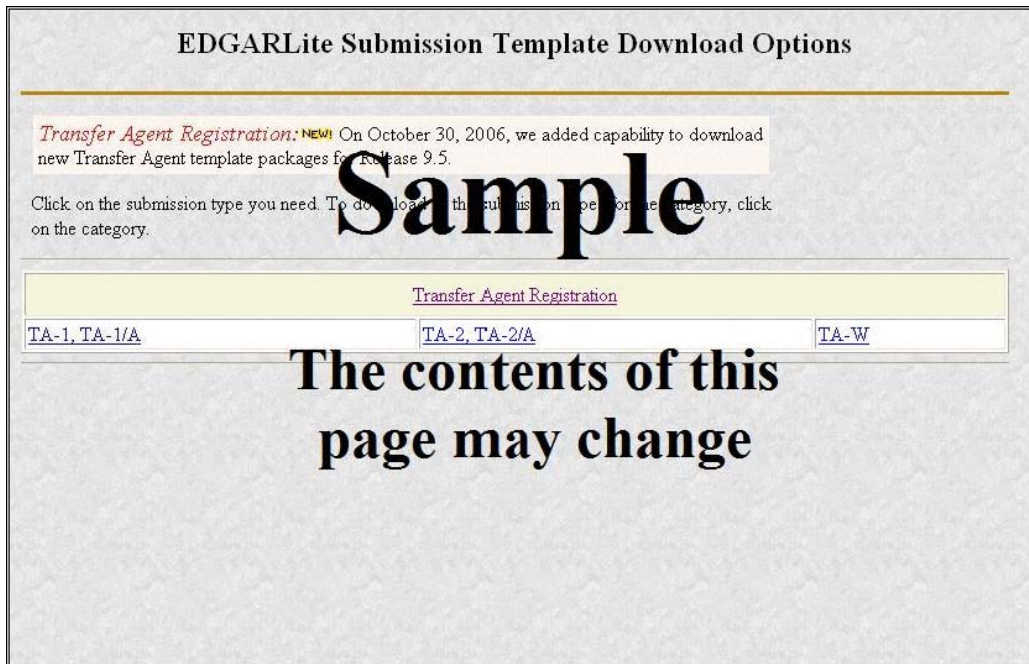 EDGARLite Submission Template Download Options
Transfer Agent Registration: NEW! On October 30, 2006, we added capability to download
new Transfer Agent template packages for Release 9.5.
Sample
Click on the submission type you need. To download the submission for the category, click
on the category.
Transfer Agent Registration
TA-1, TA-1/A TA-2, TA-2/A TA-W
The contents of this
page may change